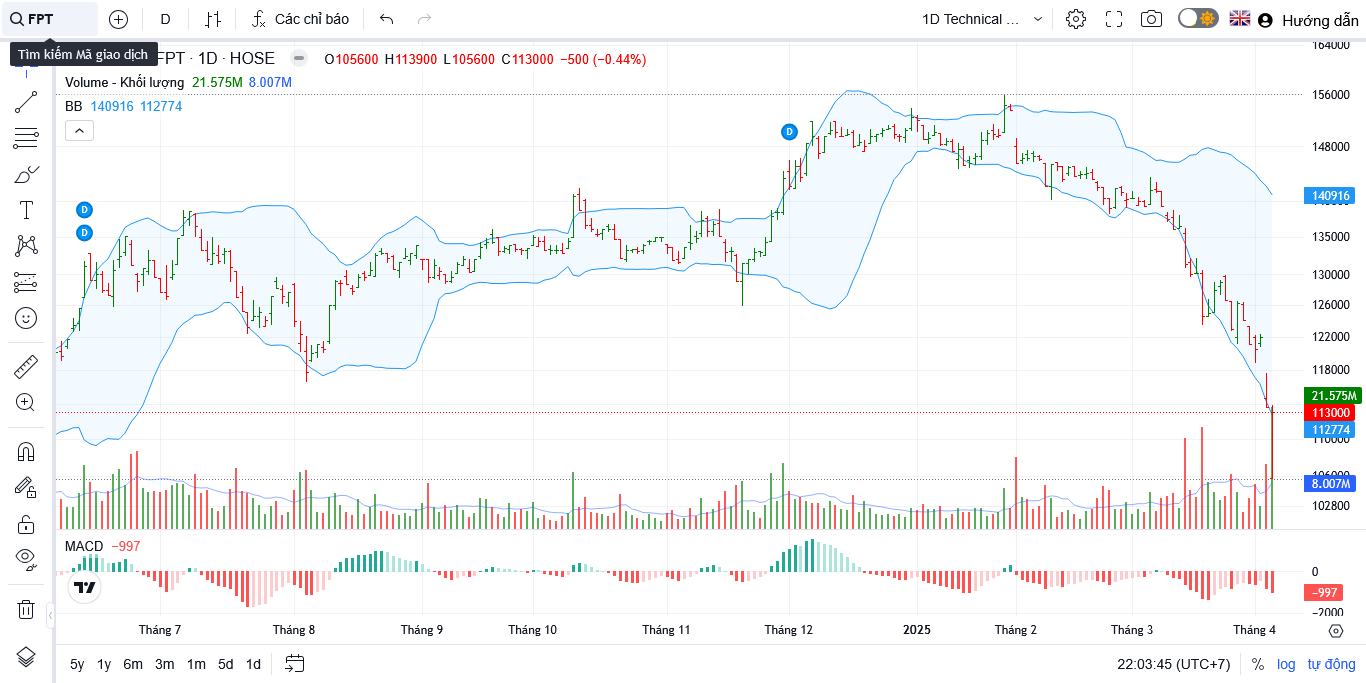 FPT
D
Các chỉ báo
1D Technical ...
Hướng dẫn
Tìm kiếm Mã giao dịch
FPT · 1D · HOSE
O105600 H113900 L105600 C113000 −500 (−0.44%)
Volume - Khối lượng 21.575M 8.007M
BB 140916 112774
D
D
D
164000
156000
148000
140916
135000
130000
126000
122000
118000
21.575M
113000
112774
110000
106000
8.007M
102800
MACD −997
0
−997
−2000
Tháng 7
Tháng 8
Tháng 9
Tháng 10
Tháng 11
Tháng 12
2025
Tháng 2
Tháng 3
Tháng 4
5y 1y 6m 3m 1m 5d 1d
22:03:45 (UTC+7)
%
log
tự động